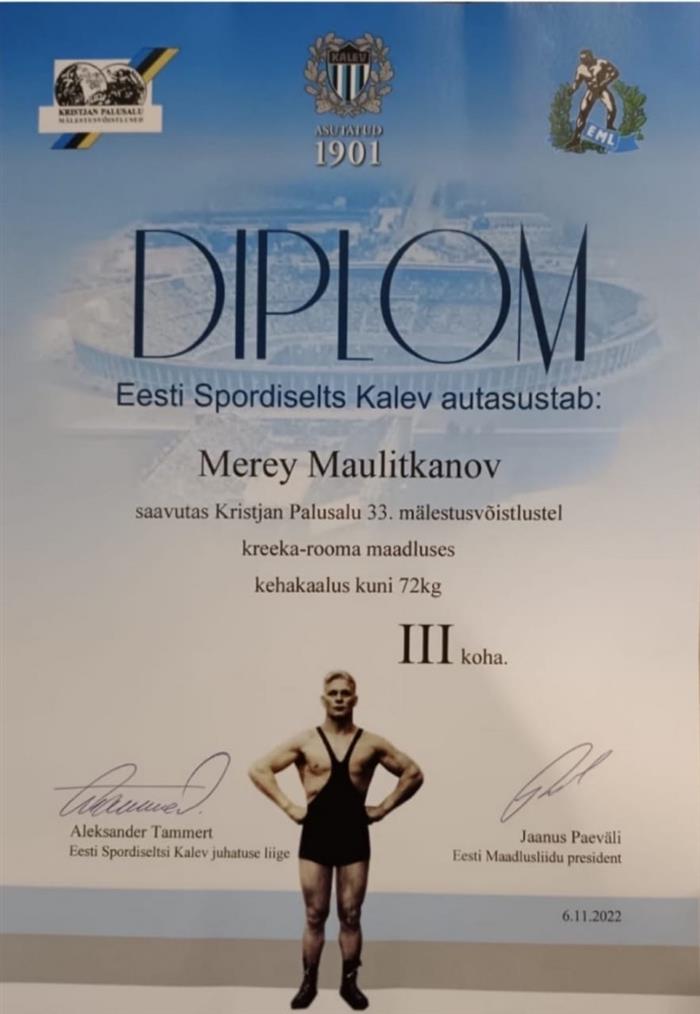 KRISTJAN PALUSALU
MÄLESTUSVÕISTLUSED
KALEV
ASUTATUD
1901
EML
DIPLOM
Eesti Spordiselts Kalev autasustab:
Merey Maulitkanov
saavutas Kristjan Palusalu 33. mälestusvõistlustel
kreeka-rooma maadluses
kehakaalus kuni 72kg
III koha.
Aleksander Tammert
Eesti Spordiseltsi Kalev juhatuse liige
Jaanus Paeväli
Eesti Maadlusliidu president
6.11.2022